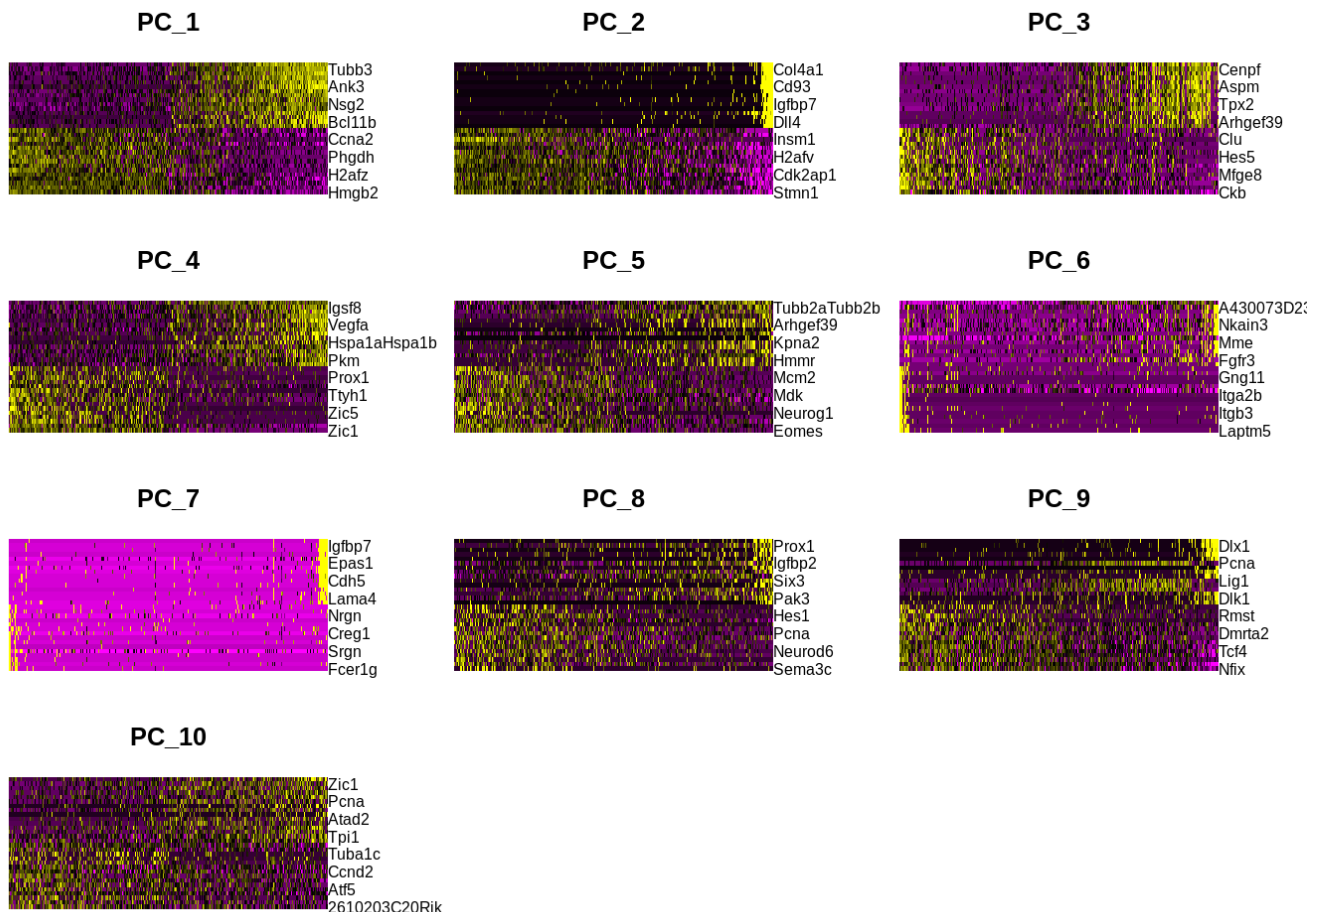 PC_1
Tubb3
Ank3
Nsg2
Bcl11b
Ccna2
Phgdh
H2afz
Hmgb2
PC_2
Col4a1
Cd93
Igfbp7
Dll4
Insm1
H2afv
Cdk2ap1
Stmn1
PC_3
Cenpf
Aspm
Tpx2
Arhgef39
Clu
Hes5
Mfge8
Ckb
PC_4
Igsf8
Vegfa
Hspa1aHspa1b
Pkm
Prox1
Ttyh1
Zic5
Zic1
PC_5
Tubb2aTubb2b
Arhgef39
Kpna2
Hmmr
Mcm2
Mdk
Neurog1
Eomes
PC_6
A430073D23
Nkain3
Mme
Fgfr3
Gng11
Itga2b
Itgb3
Laptm5
PC_7
Igfbp7
Epas1
Cdh5
Lama4
Nrgn
Creg1
Srgn
Fcer1g
PC_8
Prox1
Igfbp2
Six3
Pak3
Hes1
Pcna
Neurod6
Sema3c
PC_9
Dlx1
Pcna
Lig1
Dlk1
Rmst
Dmrta2
Tcf4
Nfix
PC_10
Zic1
Pcna
Atad2
Tpi1
Tuba1c
Ccnd2
Atf5
2610203C20Rik